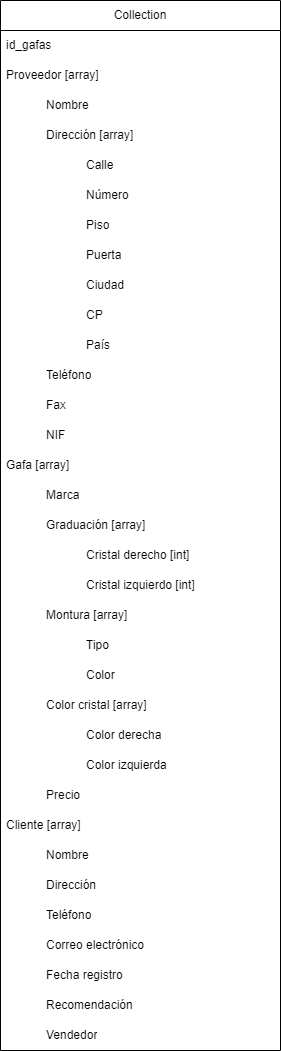 Collection
id_gafas
Proveedor [array]
Nombre
Dirección [array]
Calle
Número
Piso
Puerta
Ciudad
CP
País
Teléfono
Fax
NIF
Gafa [array]
Marca
Graduación [array]
Cristal derecho [int]
Cristal izquierdo [int]
Montura [array]
Tipo
Color
Color cristal [array]
Color derecha
Color izquierda
Precio
Cliente [array]
Nombre
Dirección
Teléfono
Correo electrónico
Fecha registro
Recomendación
Vendedor